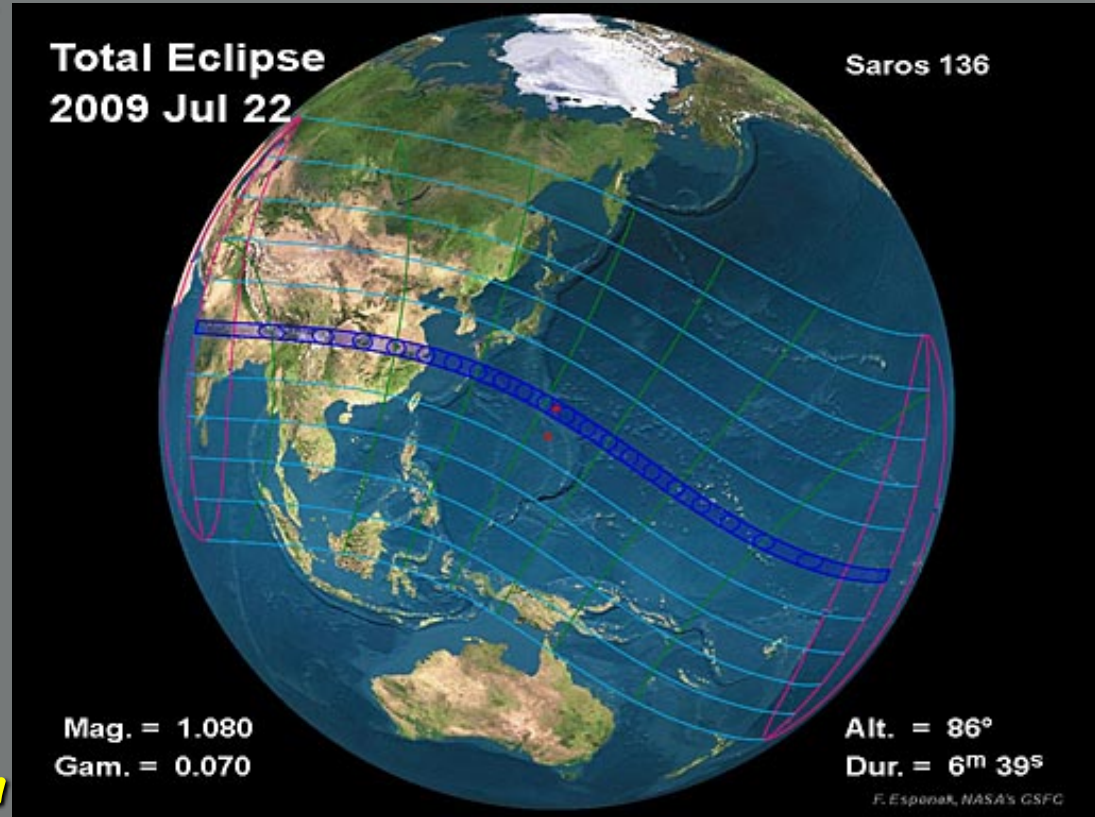 Total Eclipse
2009 Jul 22
Saros 136
Mag. = 1.080
Gam. = 0.070
Alt. = 86°
Dur. = 6m 39s
F. Espenak, NASA's GSFC